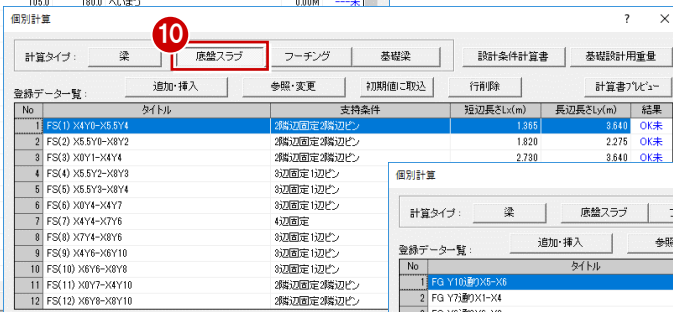 105.0 180.0 べいまつ 0.00M ---未
個別計算 ? ×
10
計算タイプ： 梁 底盤スラブ フーチング 基礎梁 設計条件計算書 基礎設計用重量
登録データ一覧： 追加・挿入 参照・変更 初期値に取込 行削除 計算書プレビュー
No タイトル 支持条件 短辺長さLx(m) 長辺長さLy(m) 結果
1 FS(1) X4Y0-X5.5Y4 2隣辺固定2隣辺ピン 1.365 3.640 OK未
2 FS(2) X5.5Y0-X8Y2 2隣辺固定2隣辺ピン 1.820 2.275 OK未
3 FS(3) X0Y1-X4Y4 2隣辺固定2隣辺ピン 2.730 3.640 OK未
4 FS(4) X5.5Y2-X8Y3 3辺固定1辺ピン
5 FS(5) X5.5Y3-X8Y4 3辺固定1辺ピン
6 FS(6) X0Y4-X4Y7 3辺固定1辺ピン
7 FS(7) X4Y4-X7Y6 4辺固定
8 FS(8) X7Y4-X8Y6 3辺固定1辺ピン
9 FS(9) X4Y6-X6Y10 3辺固定1辺ピン
10 FS(10) X6Y6-X8Y8 3辺固定1辺ピン
11 FS(11) X0Y7-X4Y10 2隣辺固定2隣辺ピン
12 FS(12) X6Y8-X8Y10 2隣辺固定2隣辺ピン
個別計算
計算タイプ： 梁 底盤スラブ
登録データ一覧： 追加・挿入 参照
No タイトル
1 FG Y10通りX5-X6
2 FG Y7通りX1-X4